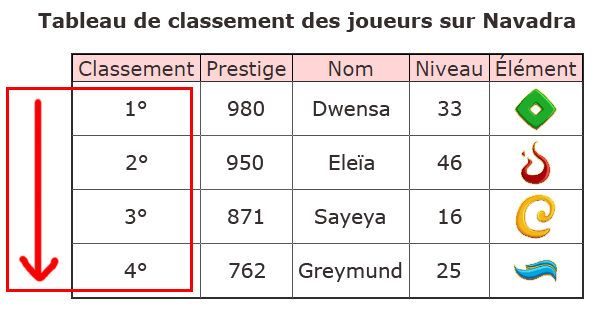 Tableau de classement des joueurs sur Navadra
Classement Prestige Nom Niveau Élément
1° 980 Dwensa 33
2° 950 Eleïa 46
3° 871 Sayeya 16
4° 762 Greymund 25